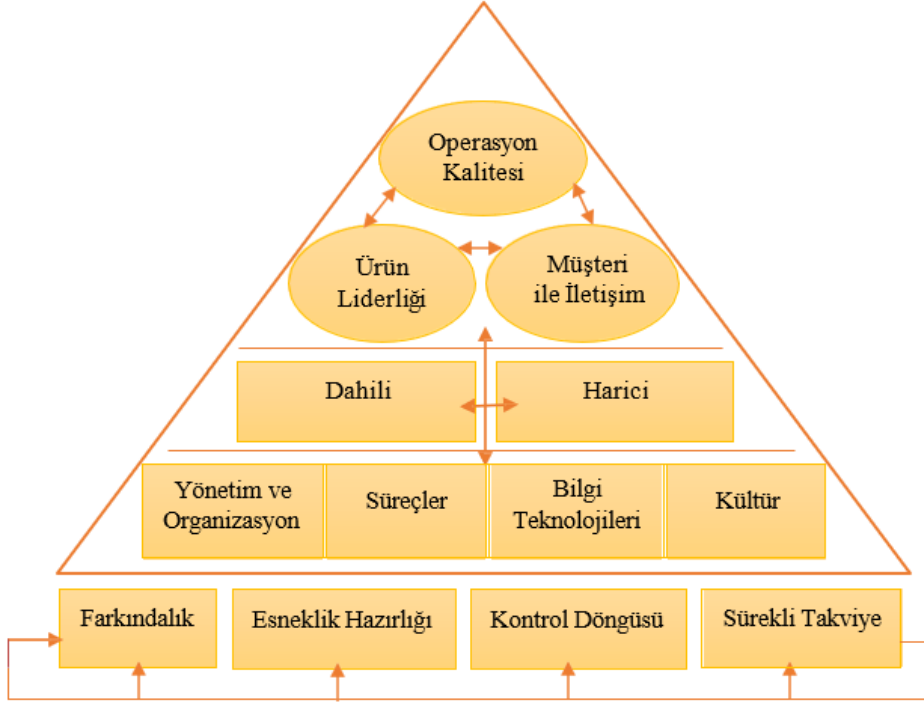 Operasyon
Kalitesi
Ürün
Liderliği
Müşteri
ile İletişim
Dahili
Harici
Yönetim ve
Organizasyon
Süreçler
Bilgi
Teknolojileri
Kültür
Farkındalık
Esneklik Hazırlığı
Kontrol Döngüsü
Sürekli Takviye